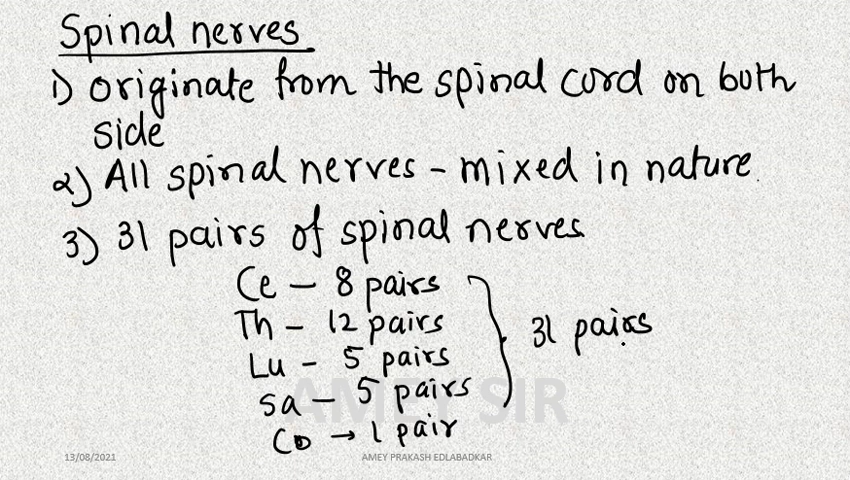 Spinal nerves
1) originate from the spinal cord on both
side
2) All spinal nerves - mixed in nature.
3) 31 pairs of spinal nerves
Ce - 8 pairs
Th - 12 pairs
Lu - 5 pairs
31 pairs
Sa - 5 pairs
Co → 1 pair
AMEY SIR
13/08/2021
AMEY PRAKASH EDLABADKAR